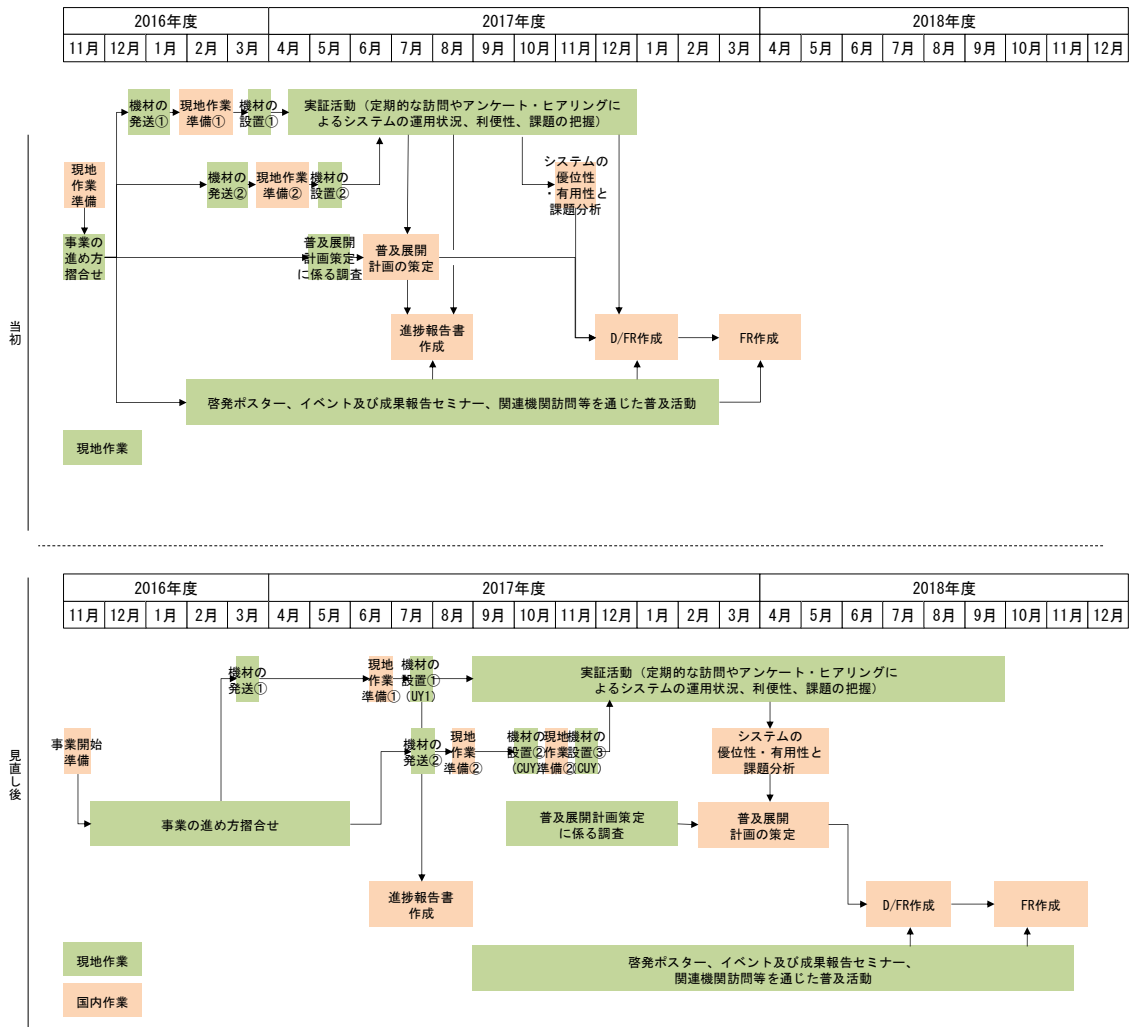 2016年度
2017年度
2018年度
11月 12月 1月 2月 3月 4月 5月 6月 7月 8月 9月 10月 11月 12月 1月 2月 3月 4月 5月 6月 7月 8月 9月 10月 11月 12月
当初
機材の
発送①
現地作業
準備①
機材の
設置①
実証活動（定期的な訪問やアンケート・ヒアリングに
よるシステムの運用状況、利便性、課題の把握）
現地
作業
準備
機材の
発送②
現地作業
準備②
機材の
設置②
システムの
優位性
・有用性と
課題分析
事業の
進め方
摺合せ
普及展開
計画策定
に係る調査
普及展開
計画の策定
進捗報告書
作成
D/FR作成
FR作成
啓発ポスター、イベント及び成果報告セミナー、関連機関訪問等を通じた普及活動
現地作業
2016年度
2017年度
2018年度
11月 12月 1月 2月 3月 4月 5月 6月 7月 8月 9月 10月 11月 12月 1月 2月 3月 4月 5月 6月 7月 8月 9月 10月 11月 12月
見直し後
機材の
発送①
現地
作業
準備①
機材の
設置①
(UY1)
実証活動（定期的な訪問やアンケート・ヒアリングに
よるシステムの運用状況、利便性、課題の把握）
事業開始
準備
機材の
発送②
現地
作業
準備②
機材の
設置②
(CUY)
現地
作業
準備②
機材の
設置③
(CUY)
システムの
優位性・有用性と
課題分析
事業の進め方摺合せ
普及展開計画策定
に係る調査
普及展開
計画の策定
進捗報告書
作成
D/FR作成
FR作成
現地作業
啓発ポスター、イベント及び成果報告セミナー、
関連機関訪問等を通じた普及活動
国内作業